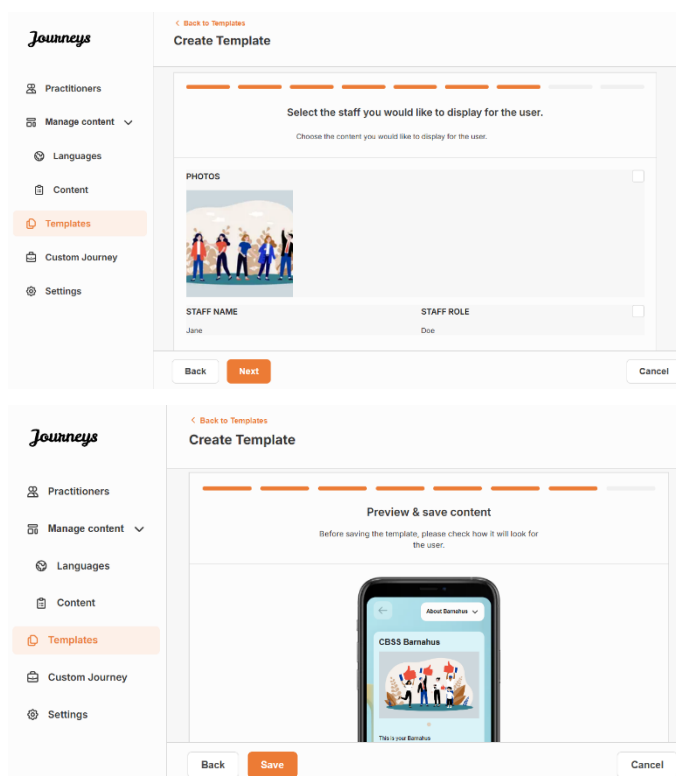 Journeys
Back to Templates
Create Template
Practitioners
Manage content
Languages
Content
Templates
Custom Journey
Settings
Select the staff you would like to display for the user.
Choose the content you would like to display for the user.
PHOTOS
STAFF NAME STAFF ROLE
Jane Doe
Back Next Cancel
Journeys
Back to Templates
Create Template
Practitioners
Manage content
Languages
Content
Templates
Custom Journey
Settings
Preview & save content
Before saving the template, please check how it will look for
the user.
About Barnahus
CBSS Barnahus
This is your Barnahus
Back Save Cancel